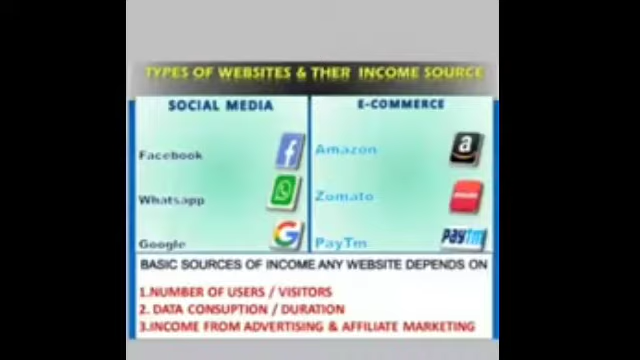 TYPES OF WEBSITES & THER INCOME SOURCE
SOCIAL MEDIA
E-COMMERCE
Facebook
Amazon
Whatsapp
Zomato
Google
PayTm
PayTm
BASIC SOURCES OF INCOME ANY WEBSITE DEPENDS ON
1.NUMBER OF USERS / VISITORS
2. DATA CONSUPTION / DURATION
3.INCOME FROM ADVERTISING & AFFILIATE MARKETING